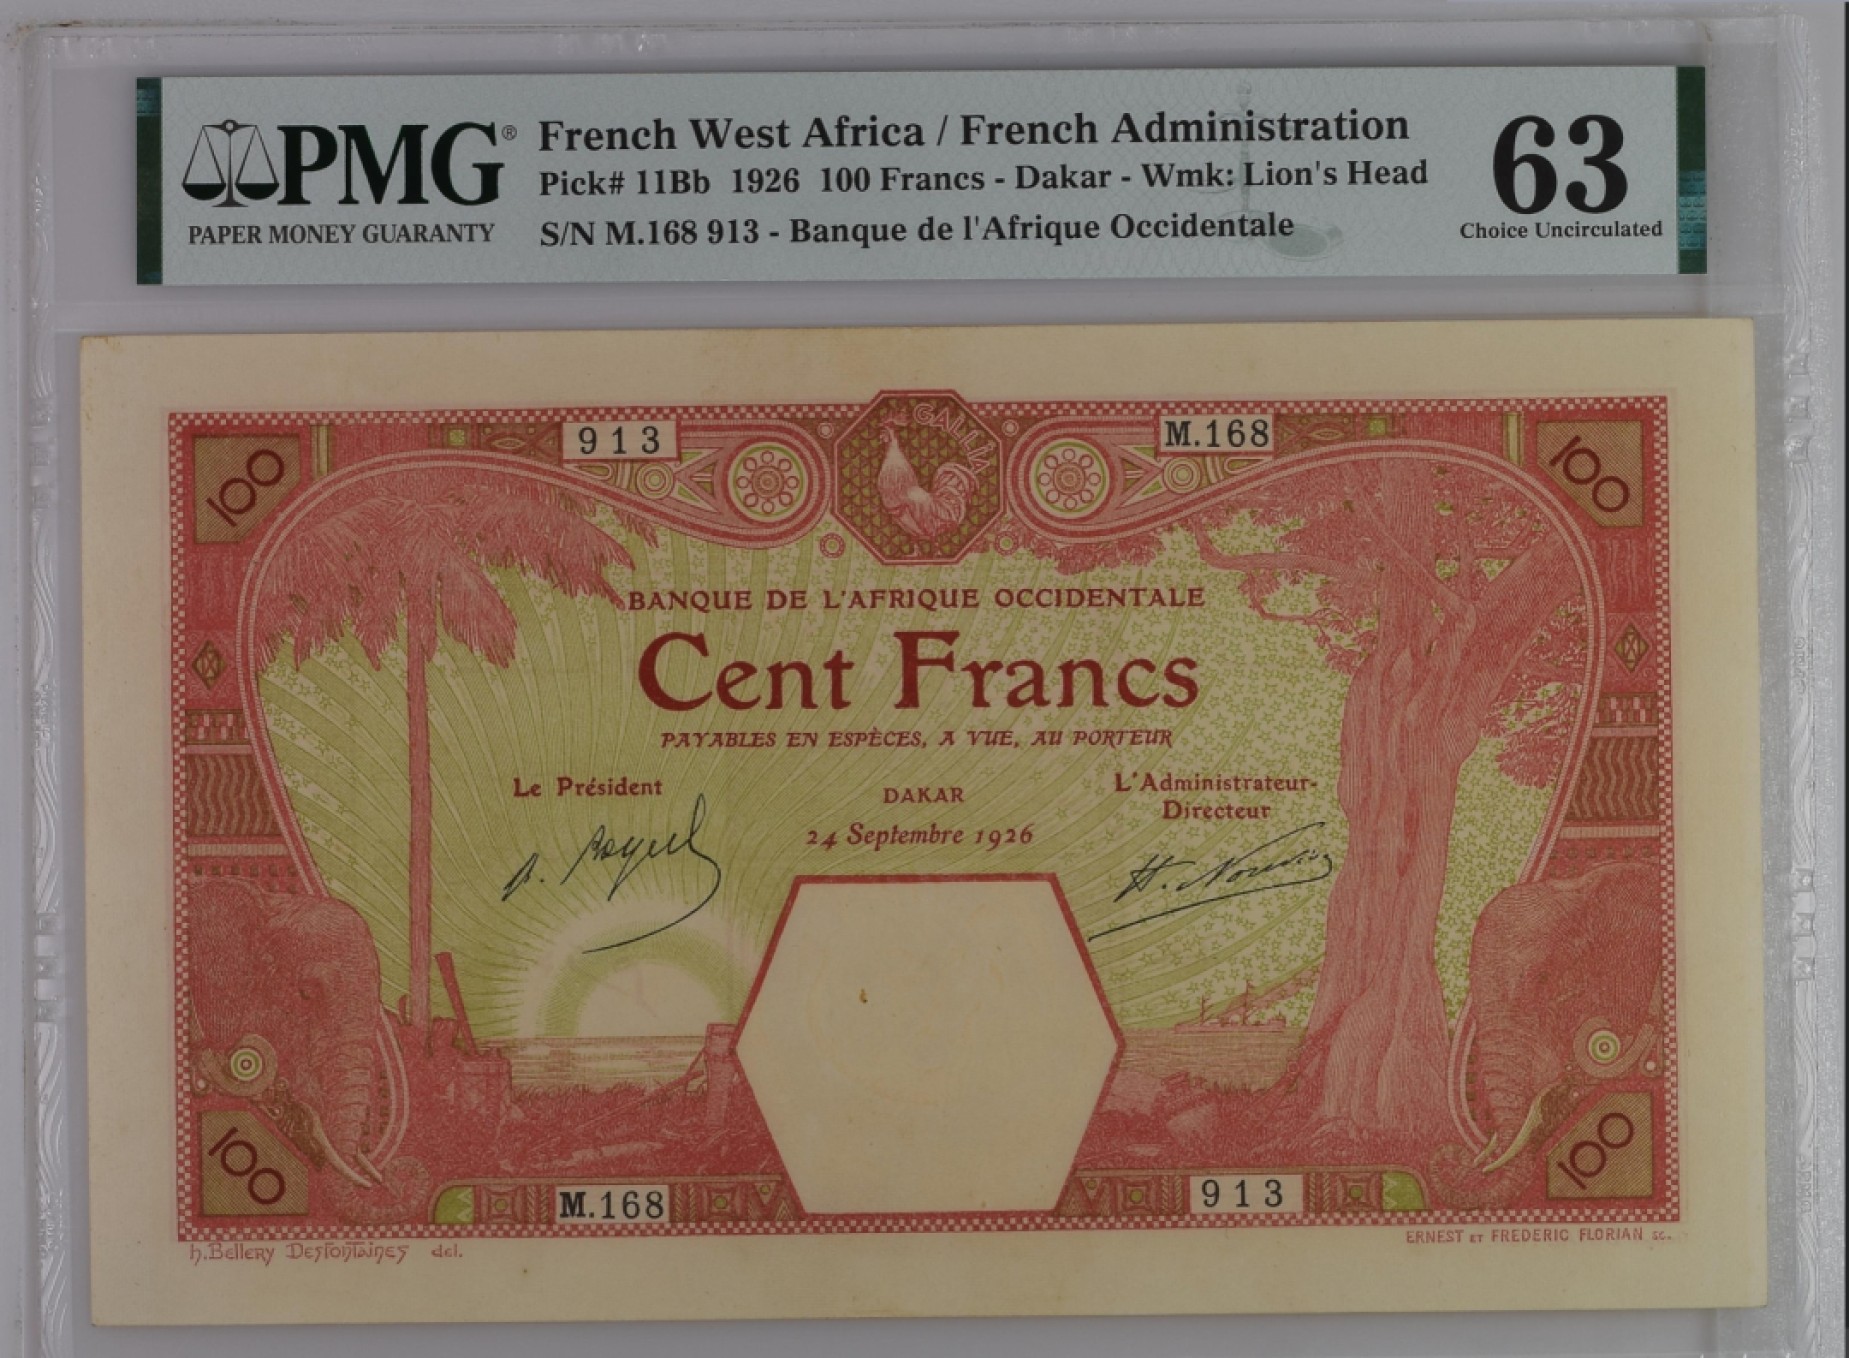 PMG®
PAPER MONEY GUARANTY
French West Africa / French Administration
Pick# 11Bb 1926 100 Francs - Dakar - Wmk: Lion's Head
S/N M.168 913 - Banque de l'Afrique Occidentale
63
Choice Uncirculated
913
GALLIA
M.168
100
100
BANQUE DE L'AFRIQUE OCCIDENTALE
Cent Francs
PAYABLES EN ESPÈCES, A VUE, AU PORTEUR
Le Président
DAKAR
L'Administrateur-
Directeur
24 Septembre 1926
100
M.168
913
100
h. Bellery Desfontaines del.
ERNEST ET FREDERIC FLORIAN sc.